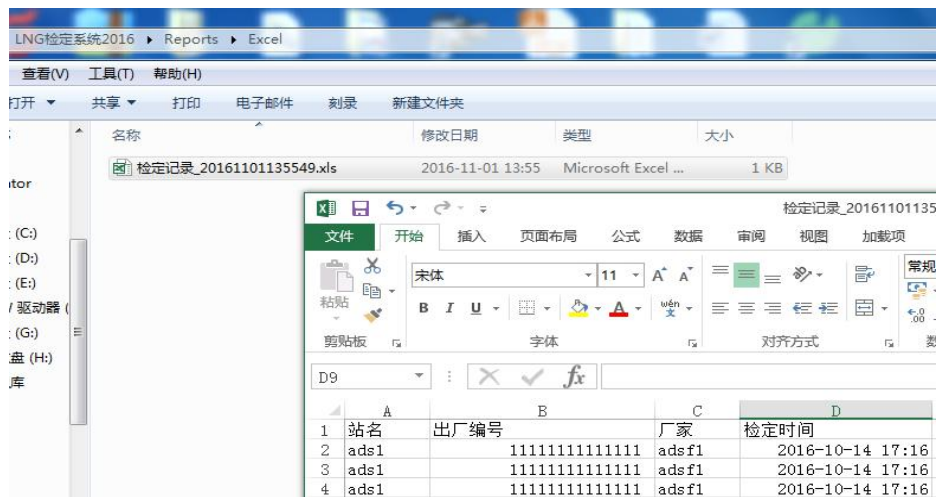 LNG检定系统2016 ▸ Reports ▸ Excel
查看(V) 工具(T) 帮助(H)
打开 ▼ 共享 ▼ 打印 电子邮件 刻录 新建文件夹
名称 修改日期 类型 大小
检定记录_20161101135549.xls 2016-11-01 13:55 Microsoft Excel ... 1 KB
检定记录_2016110113
文件 开始 插入 页面布局 公式 数据 审阅 视图 加载项
(C:)
(D:)
(E:)
驱动器 (
(G:)
盘 (H:)
库
宋体 11 A A 常规
粘贴 B I U A wén 文
剪贴板 字体 对齐方式
D9 fx
A B C D
1 站名 出厂编号 厂家 检定时间
2 ads1 11111111111111 adsf1 2016-10-14 17:16
3 ads1 11111111111111 adsf1 2016-10-14 17:16
4 ads1 11111111111111 adsf1 2016-10-14 17:16